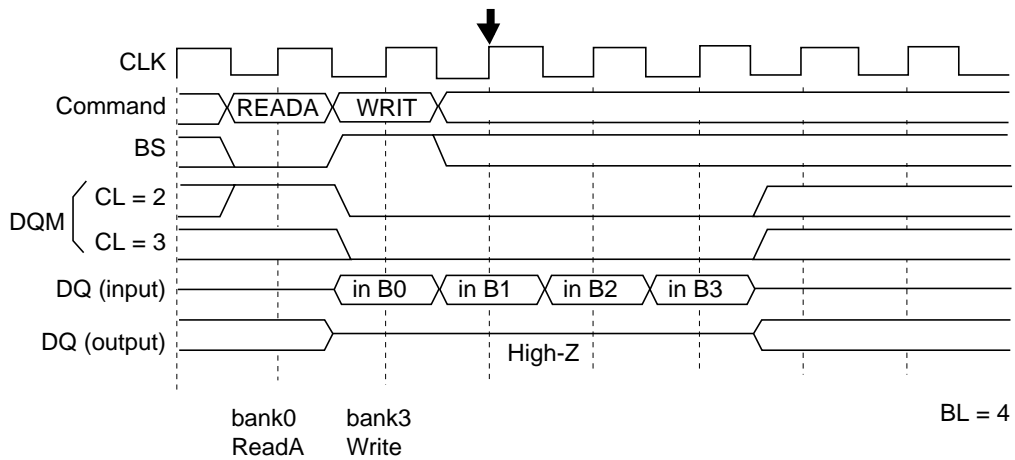 CLK
Command READA WRIT
BS
DQM CL = 2
CL = 3
DQ (input) in B0 in B1 in B2 in B3
DQ (output) High-Z
bank0 bank3 BL = 4
ReadA Write